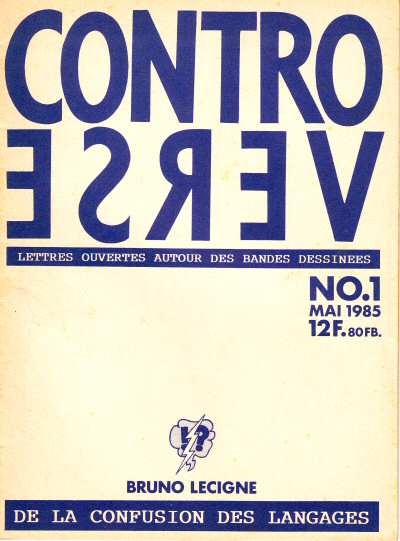 CONTRO
VERSE
LETTRES OUVERTES AUTOUR DES BANDES DESSINEES
NO.1
MAI 1985
12F. 80FB.
BRUNO LECIGNE
DE LA CONFUSION DES LANGAGES